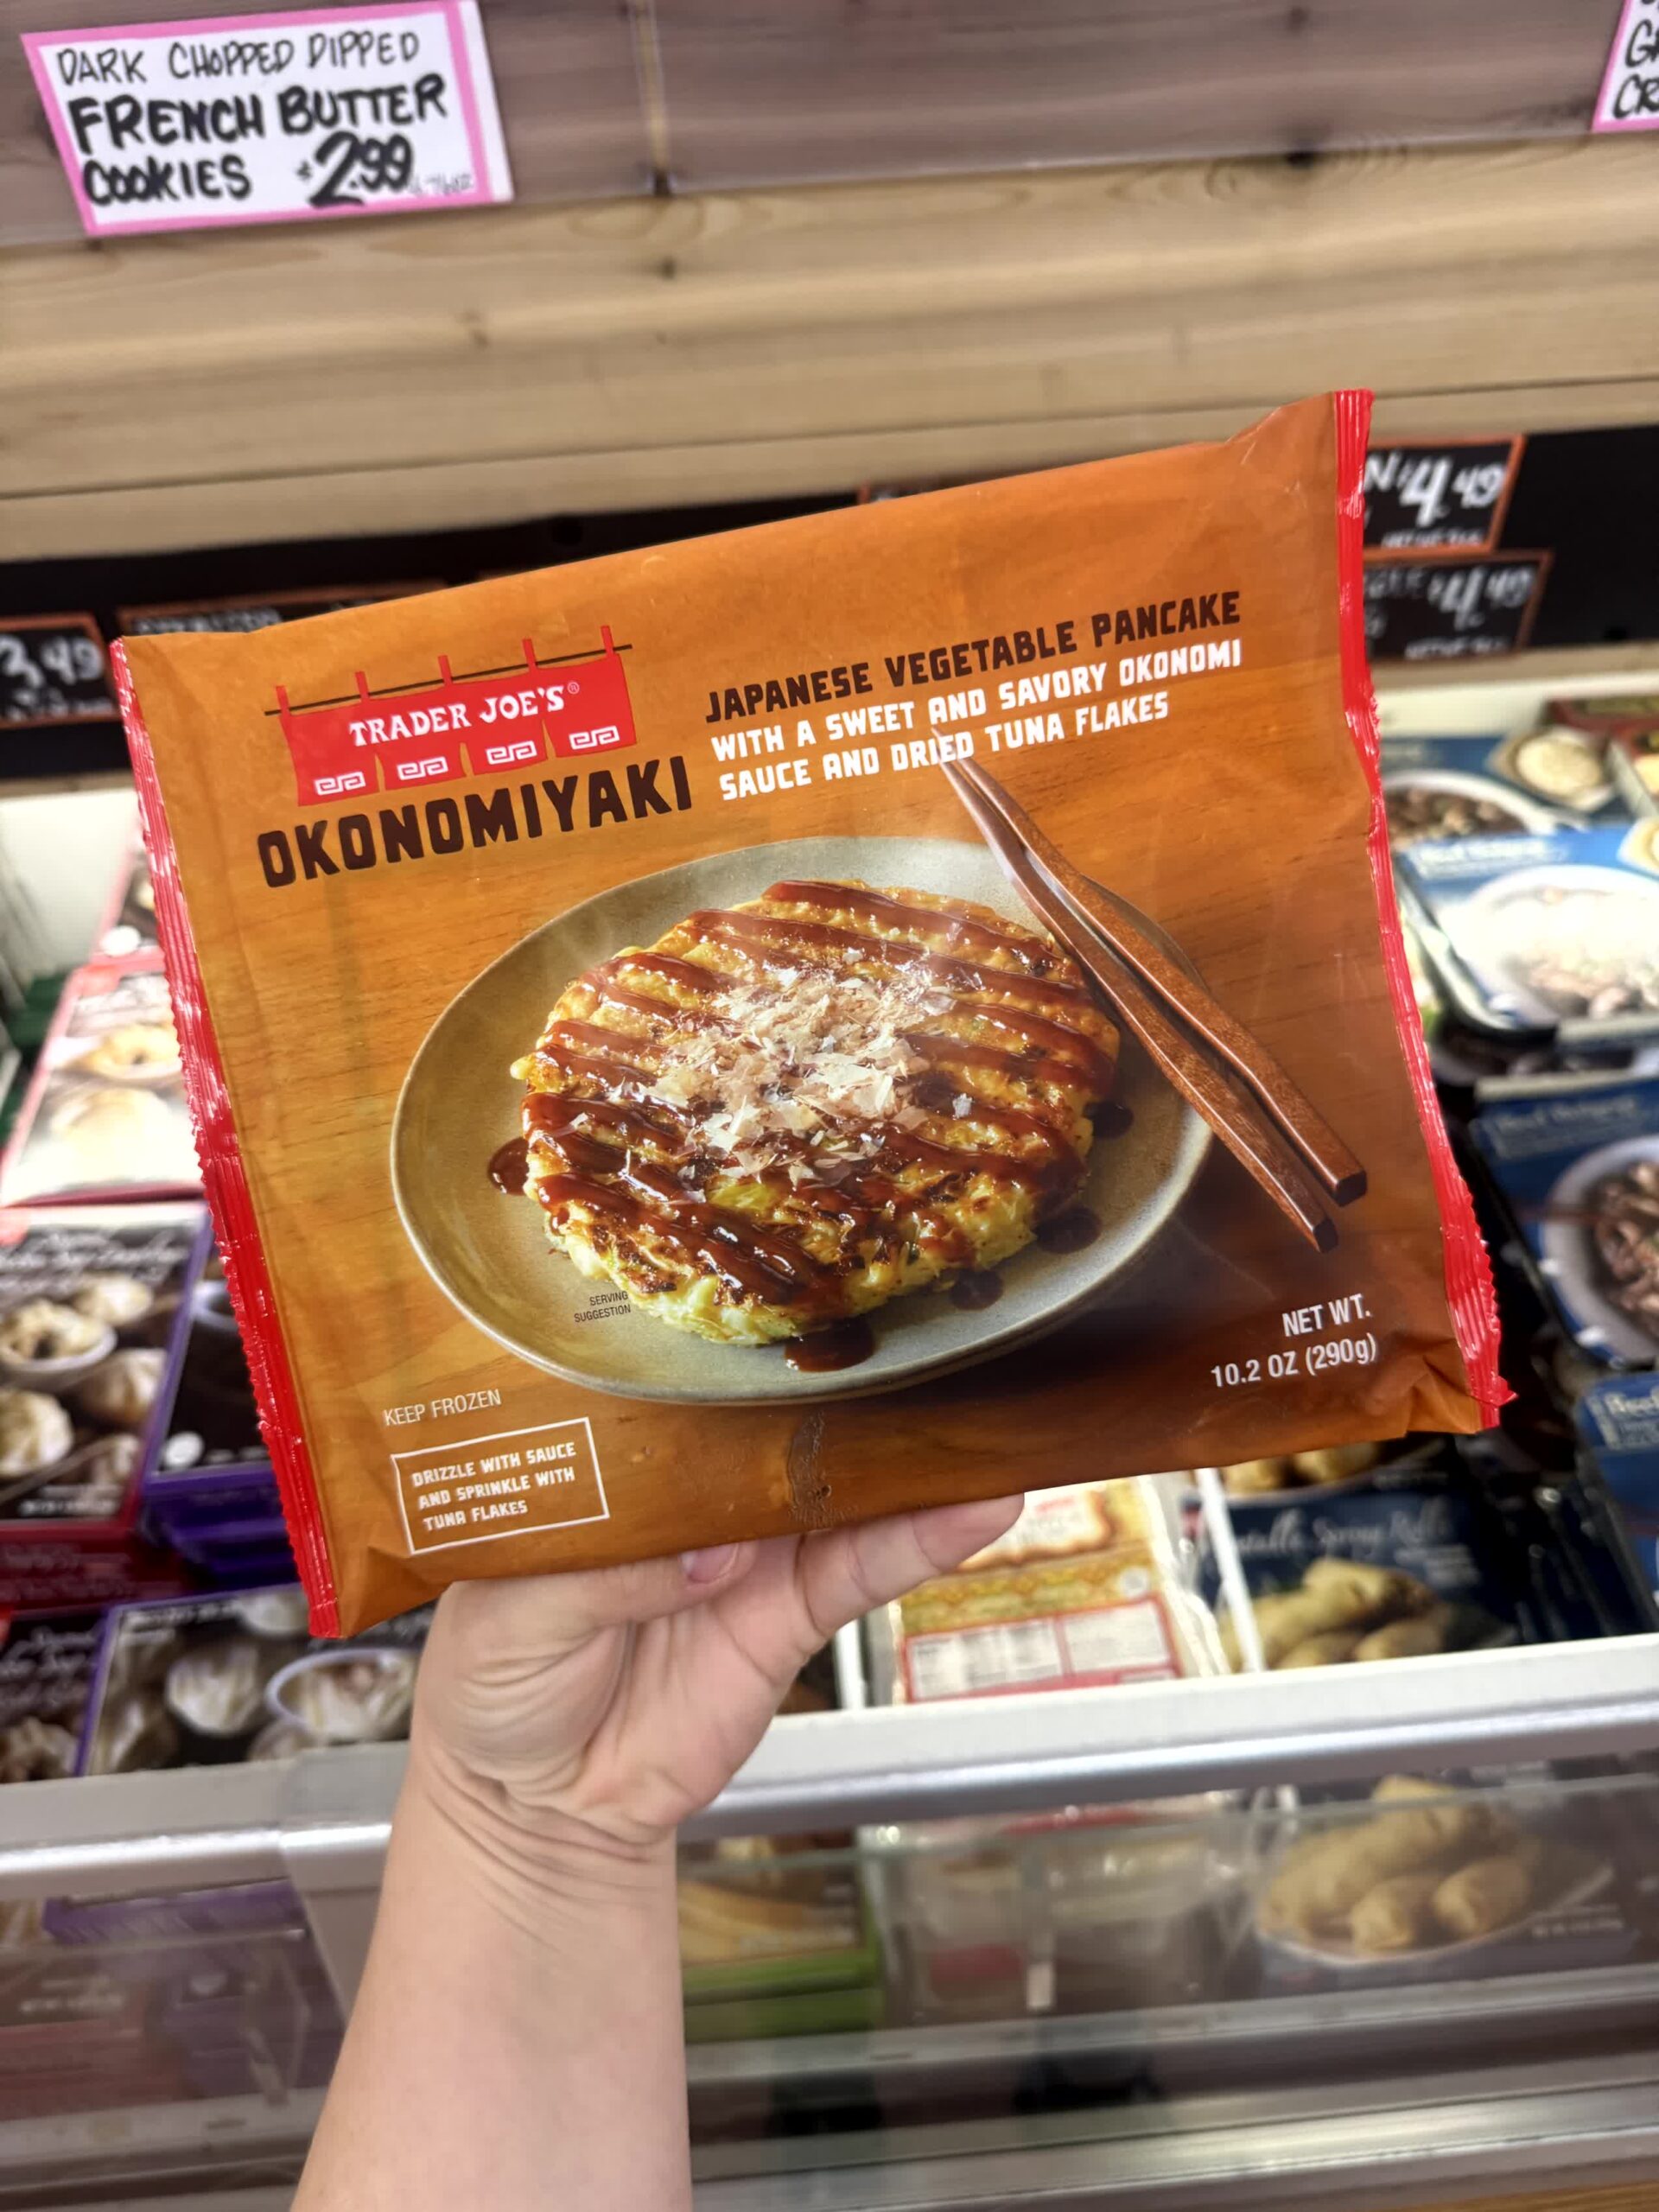 DARK CHOPPED DIPPED
FRENCH BUTTER
COOKIES $2.99
$4.49
$4.49
3.49
TRADER JOE'S®
OKONOMIYAKI
JAPANESE VEGETABLE PANCAKE
WITH A SWEET AND SAVORY OKONOMI
SAUCE AND DRIED TUNA FLAKES
SERVING
SUGGESTION
NET WT.
10.2 OZ (290g)
KEEP FROZEN
DRIZZLE WITH SAUCE
AND SPRINKLE WITH
TUNA FLAKES